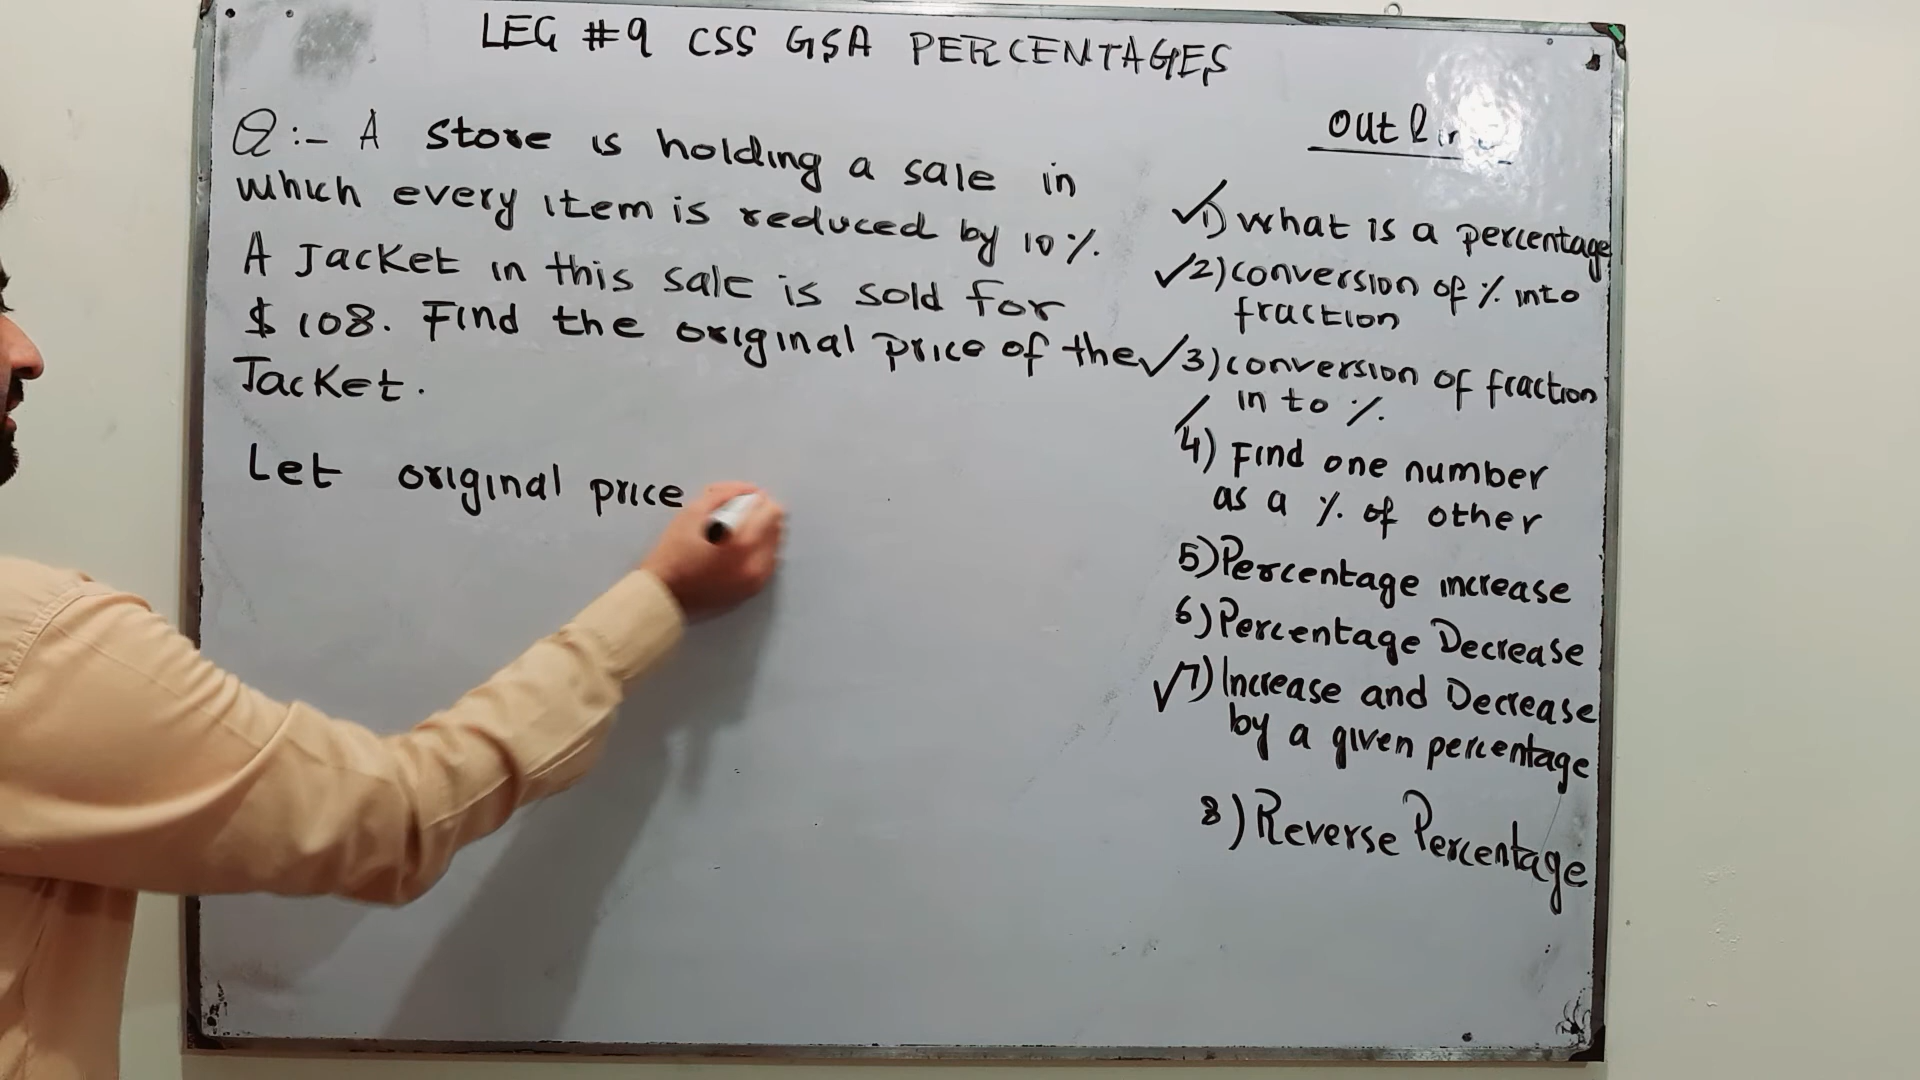 LEC #9 CSS GSA PERCENTAGES
Q:- A store is holding a sale in
which every item is reduced by 10%.
A Jacket in this sale is sold for
$ 108. Find the original price of the
Jacket.
Let original price
1) what is a percentage
2) conversion of % into
fraction
3) conversion of fraction
in to %
4) Find one number
as a % of other
5) Percentage increase
6) Percentage Decrease
7) Increase and Decrease
by a given percentage
8) Reverse Percentage